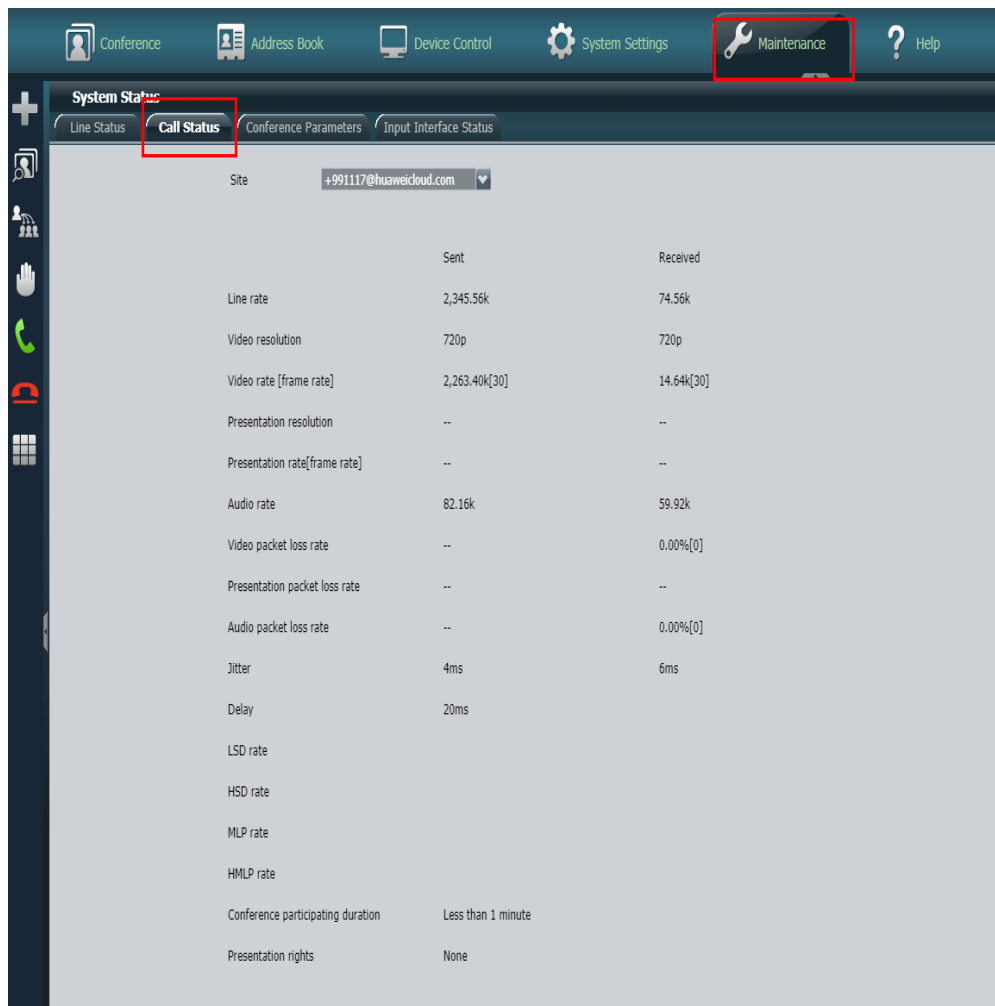 Conference Address Book Device Control System Settings Maintenance ? Help
System Status
Line Status Call Status Conference Parameters Input Interface Status
Site +991117@huaweicloud.com
Sent Received
Line rate 2,345.56k 74.56k
Video resolution 720p 720p
Video rate [frame rate] 2,263.40k[30] 14.64k[30]
Presentation resolution -- --
Presentation rate[frame rate] -- --
Audio rate 82.16k 59.92k
Video packet loss rate -- 0.00%[0]
Presentation packet loss rate -- --
Audio packet loss rate -- 0.00%[0]
Jitter 4ms 6ms
Delay 20ms
LSD rate
HSD rate
MLP rate
HMLP rate
Conference participating duration Less than 1 minute
Presentation rights None